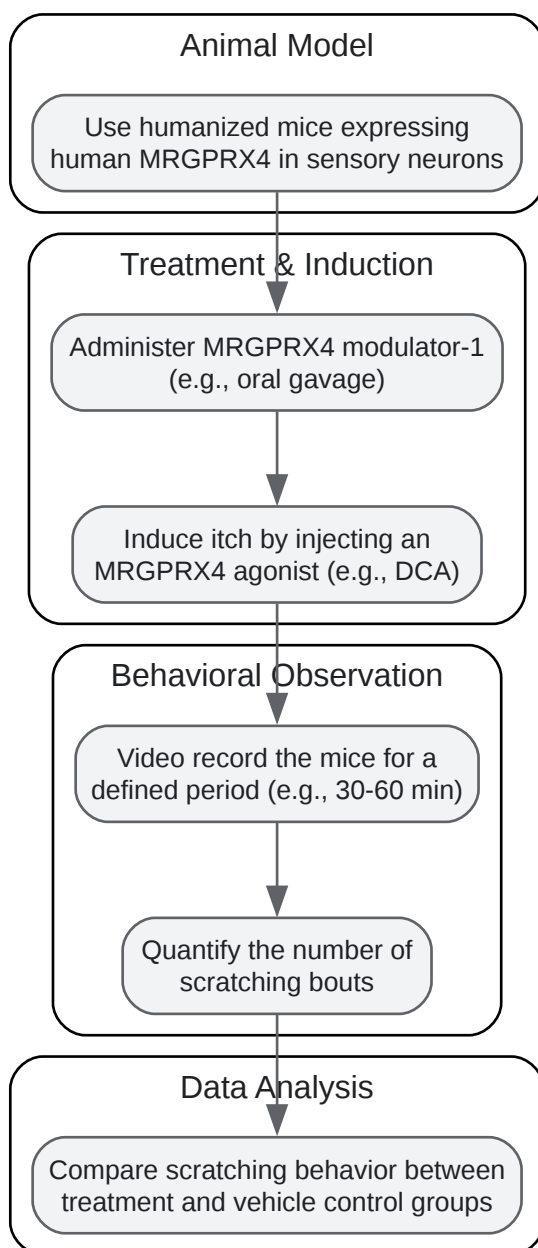 Animal Model
Use humanized mice expressing
human MRGPRX4 in sensory neurons
Treatment & Induction
Administer MRGPRX4 modulator-1
(e.g., oral gavage)
Induce itch by injecting an
MRGPRX4 agonist (e.g., DCA)
Behavioral Observation
Video record the mice for a
defined period (e.g., 30-60 min)
Quantify the number of
scratching bouts
Data Analysis
Compare scratching behavior between
treatment and vehicle control groups